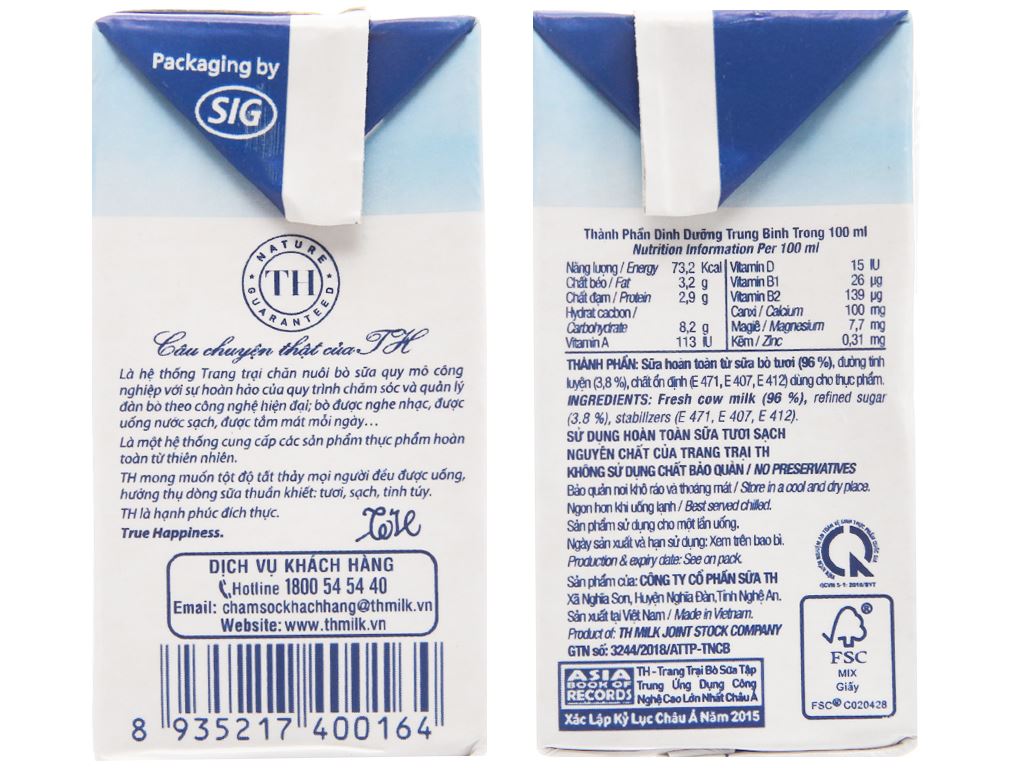 Packaging by
SIG
NATURE
TH
GUARANTEED
Câu chuyện thật của TH
Là hệ thống Trang trại chăn nuôi bò sữa quy mô công
nghiệp với sự hoàn hảo của quy trình chăm sóc và quản lý
đàn bò theo công nghệ hiện đại; bò được nghe nhạc, được
uống nước sạch, được tắm mát mỗi ngày...
Là một hệ thống cung cấp các sản phẩm thực phẩm hoàn
toàn từ thiên nhiên.
TH mong muốn tột độ tất thảy mọi người đều được uống,
hưởng thụ dòng sữa thuần khiết: tươi, sạch, tinh túy.
TH là hạnh phúc đích thực.
True Happiness.
TH
DỊCH VỤ KHÁCH HÀNG
Hotline 1800 54 54 40
Email: chamsockhachhang@thmilk.vn
Website: www.thmilk.vn
8 935217 400164
Thành Phần Dinh Dưỡng Trung Bình Trong 100 ml
Nutrition Information Per 100 ml
Năng lượng / Energy 73,2 Kcal
Chất béo / Fat 3,2 g
Chất đạm / Protein 2,9 g
Hydrat cacbon /
Carbohydrate 8,2 g
Vitamin A 113 IU
Vitamin D 15 IU
Vitamin B1 26 µg
Vitamin B2 139 µg
Canxi / Calcium 100 mg
Magiê / Magnesium 7,7 mg
Kẽm / Zinc 0,31 mg
THÀNH PHẦN: Sữa hoàn toàn từ sữa bò tươi (96 %), đường tinh
luyện (3,8 %), chất ổn định (E 471, E 407, E 412) dùng cho thực phẩm.
INGREDIENTS: Fresh cow milk (96 %), refined sugar
(3.8 %), stabilizers (E 471, E 407, E 412).
SỬ DỤNG HOÀN TOÀN SỮA TƯƠI SẠCH
NGUYÊN CHẤT CỦA TRANG TRẠI TH
KHÔNG SỬ DỤNG CHẤT BẢO QUẢN / NO PRESERVATIVES
Bảo quản nơi khô ráo và thoáng mát / Store in a cool and dry place.
Ngon hơn khi uống lạnh / Best served chilled.
Sản phẩm sử dụng cho một lần uống.
Ngày sản xuất và hạn sử dụng: Xem trên bao bì.
Production & expiry date: See on pack.
Sản phẩm của: CÔNG TY CỔ PHẦN SỮA TH
Xã Nghĩa Sơn, Huyện Nghĩa Đàn, Tỉnh Nghệ An.
Sản xuất tại Việt Nam / Made in Vietnam.
Product of: TH MILK JOINT STOCK COMPANY
GTN số: 3244/2018/ATTP-TNCB
ASIA
BOOK OF
RECORDS
TH - Trang Trại Bò Sữa Tập
Trung Ứng Dụng Công
Nghệ Cao Lớn Nhất Châu Á
Xác Lập Kỷ Lục Châu Á Năm 2015
QCVN 5-1: 2010/BYT
FSC
MIX
Giấy
FSC® C020428